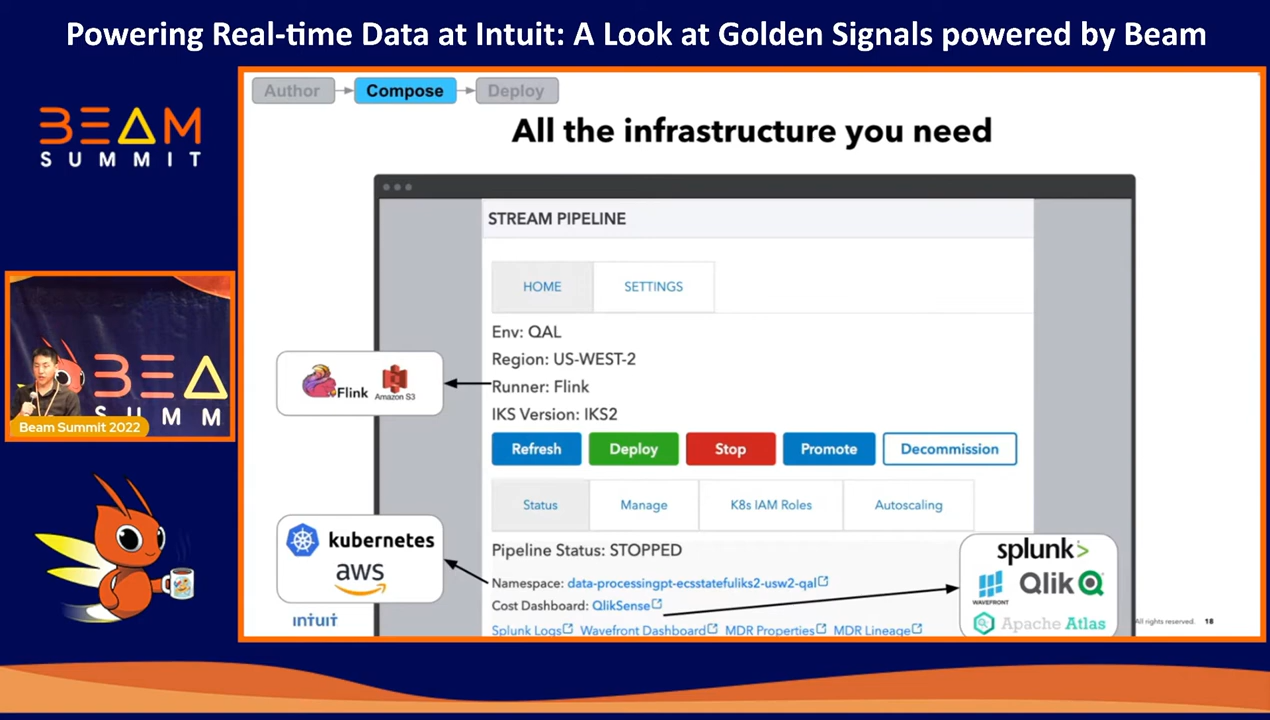 Powering Real-time Data at Intuit: A Look at Golden Signals powered by Beam
BEAM
SUMMIT
Author
Compose
Deploy
All the infrastructure you need
STREAM PIPELINE
HOME
SETTINGS
Env: QAL
Region: US-WEST-2
Runner: Flink
IKS Version: IKS2
Refresh
Deploy
Stop
Promote
Decommission
Status
Manage
K8s IAM Roles
Autoscaling
Pipeline Status: STOPPED
Namespace: data-processingpt-ecsstatefuliks2-usw2-qal
Cost Dashboard: QlikSense
Splunk Logs Wavefront Dashboard MDR Properties MDR Lineage
Flink
Amazon S3
kubernetes
aws
splunk>
WAVEFRONT
Qlik
Apache Atlas
BEA
SUMM
Beam Summit 2022
intuit
All rights reserved. 18